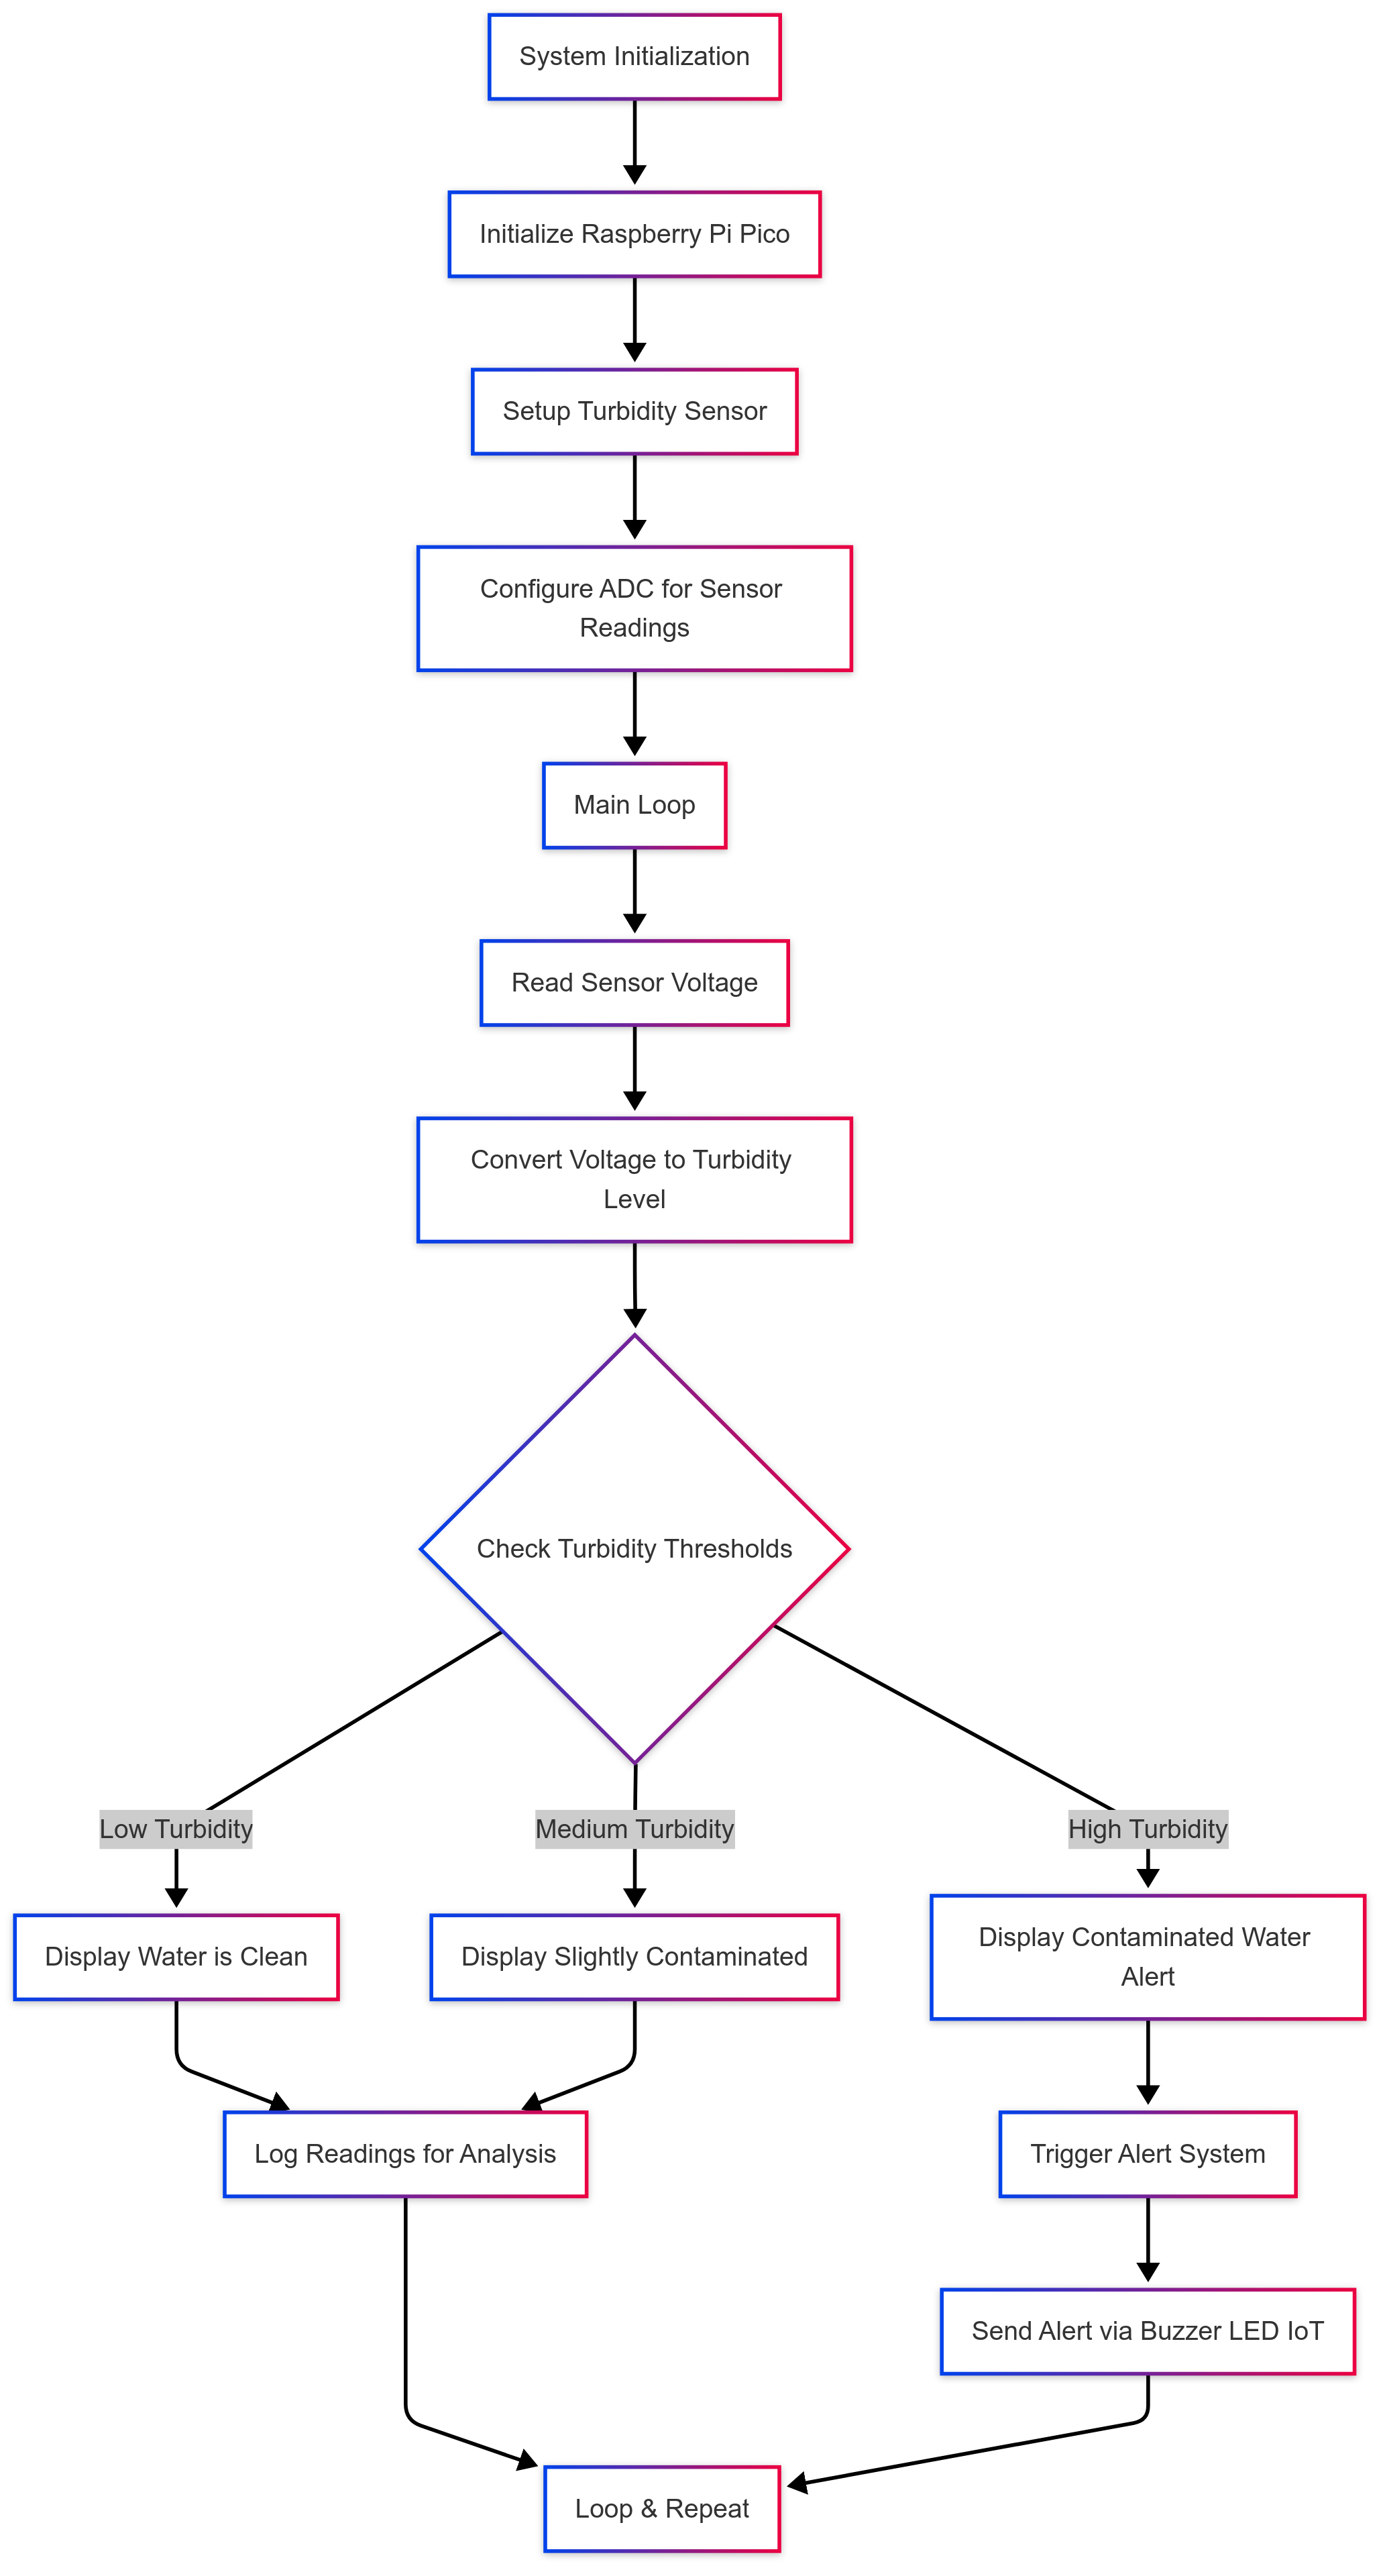 System Initialization
Initialize Raspberry Pi Pico
Setup Turbidity Sensor
Configure ADC for Sensor
Readings
Main Loop
Read Sensor Voltage
Convert Voltage to Turbidity
Level
Check Turbidity Thresholds
Low Turbidity
Medium Turbidity
High Turbidity
Display Water is Clean
Display Slightly Contaminated
Display Contaminated Water
Alert
Log Readings for Analysis
Trigger Alert System
Send Alert via Buzzer LED IoT
Loop & Repeat